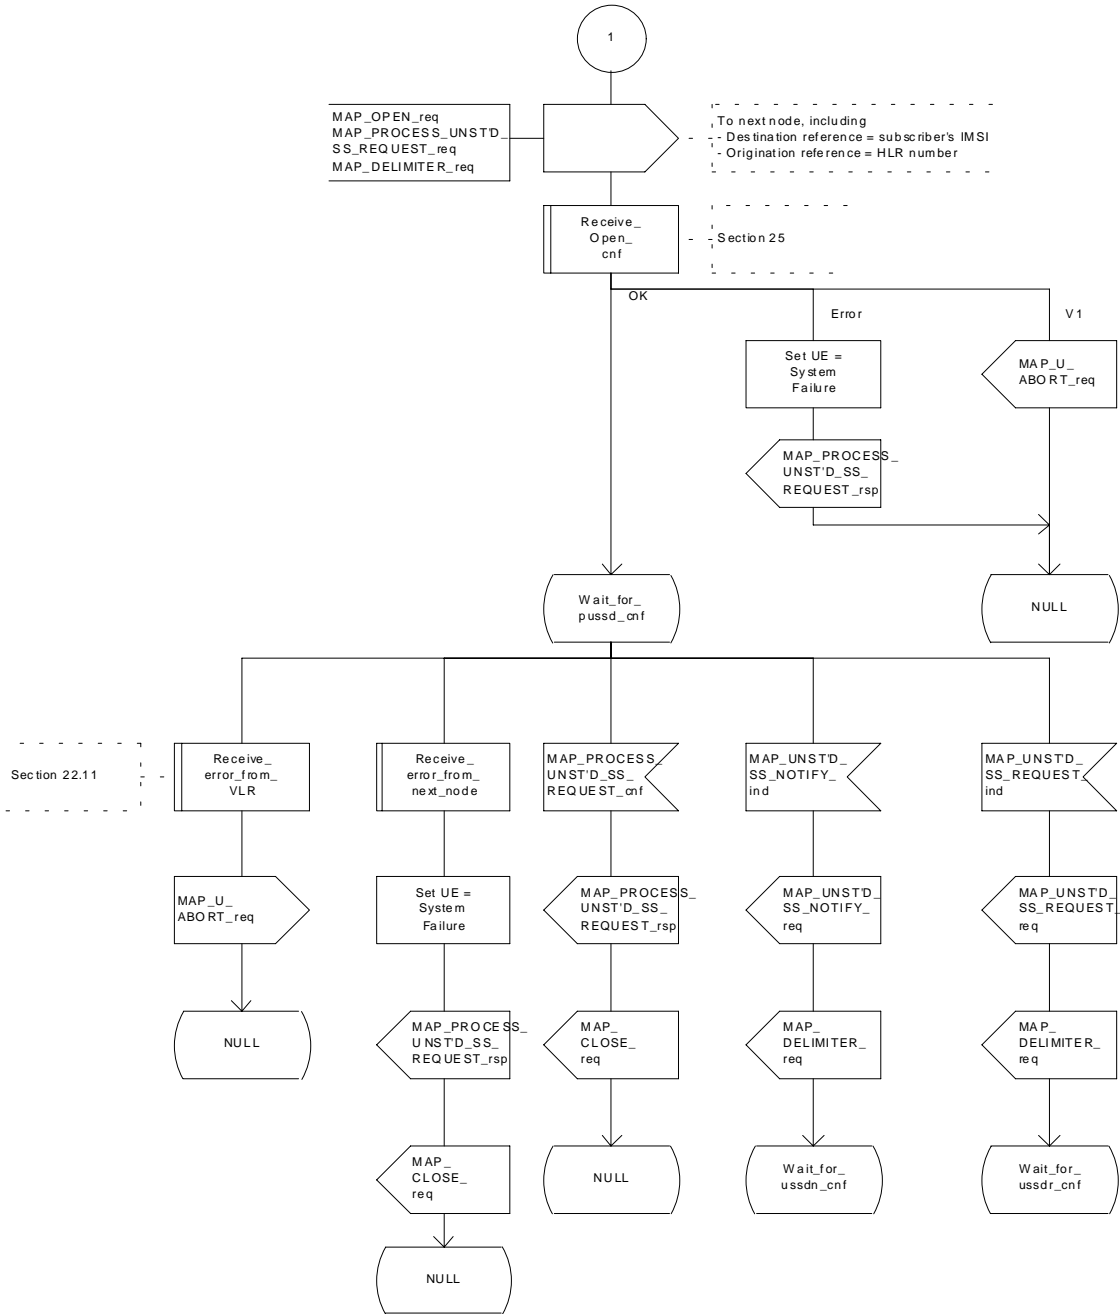 1
MAP_OPEN_req
MAP_PROCESS_UNST'D_
SS_REQUEST_req
MAP_DELIMITER_req
To next node, including
- Destination reference = subscriber's IMSI
- Origination reference = HLR number
Receive_
Open_
cnf
Section 25
OK
Error
V1
Set UE =
System
Failure
MAP_U_
ABORT_req
MAP_PROCESS_
UNST'D_SS_
REQUEST_rsp
Wait_for_
pussd_cnf
NULL
Section 22.11
Receive_
error_from_
VLR
Receive_
error_from_
next_node
MAP_PROCESS_
UNST'D_SS_
REQUEST_cnf
MAP_UNST'D_
SS_NOTIFY_
ind
MAP_UNST'D_
SS_REQUEST_
ind
MAP_U_
ABORT_req
Set UE =
System
Failure
MAP_PROCESS_
UNST'D_SS_
REQUEST_rsp
MAP_UNST'D_
SS_NOTIFY_
req
MAP_UNST'D_
SS_REQUEST_
req
NULL
MAP_PROCESS_
UNST'D_SS_
REQUEST_rsp
MAP_
CLOSE_
req
MAP_
DELIMITER_
req
MAP_
DELIMITER_
req
MAP_
CLOSE_
req
NULL
Wait_for_
ussdn_cnf
Wait_for_
ussdr_cnf
NULL